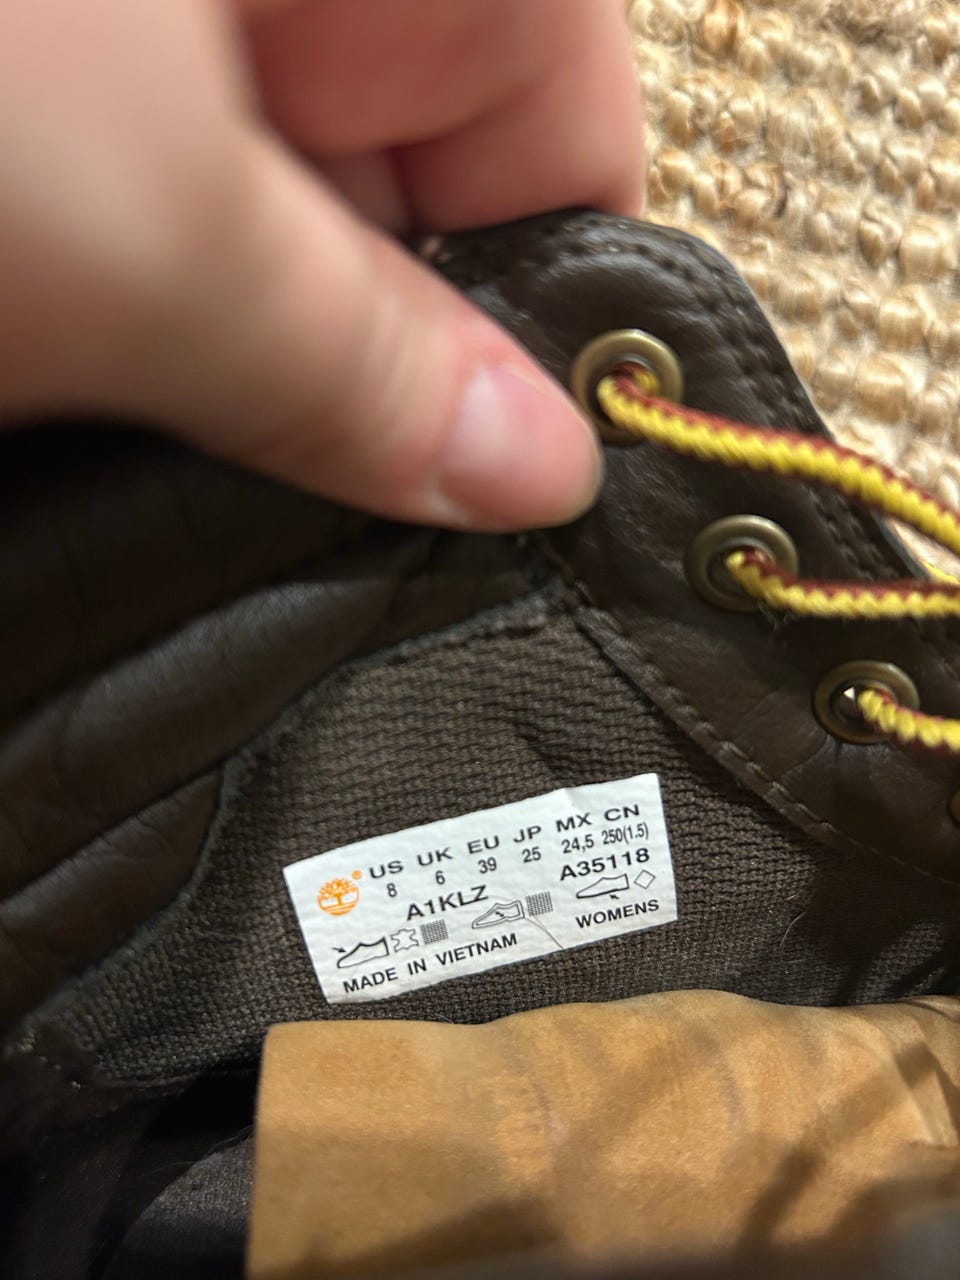 US UK EU JP MX CN
8 6 39 25 24,5 250(1.5)
A1KLZ A35118
WOMENS
MADE IN VIETNAM